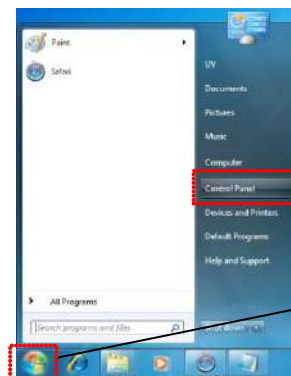 Paint
Safari
All Programs
Search programs and files
UV
Documents
Pictures
Music
Computer
Control Panel
Devices and Printers
Default Programs
Help and Support
Shut down